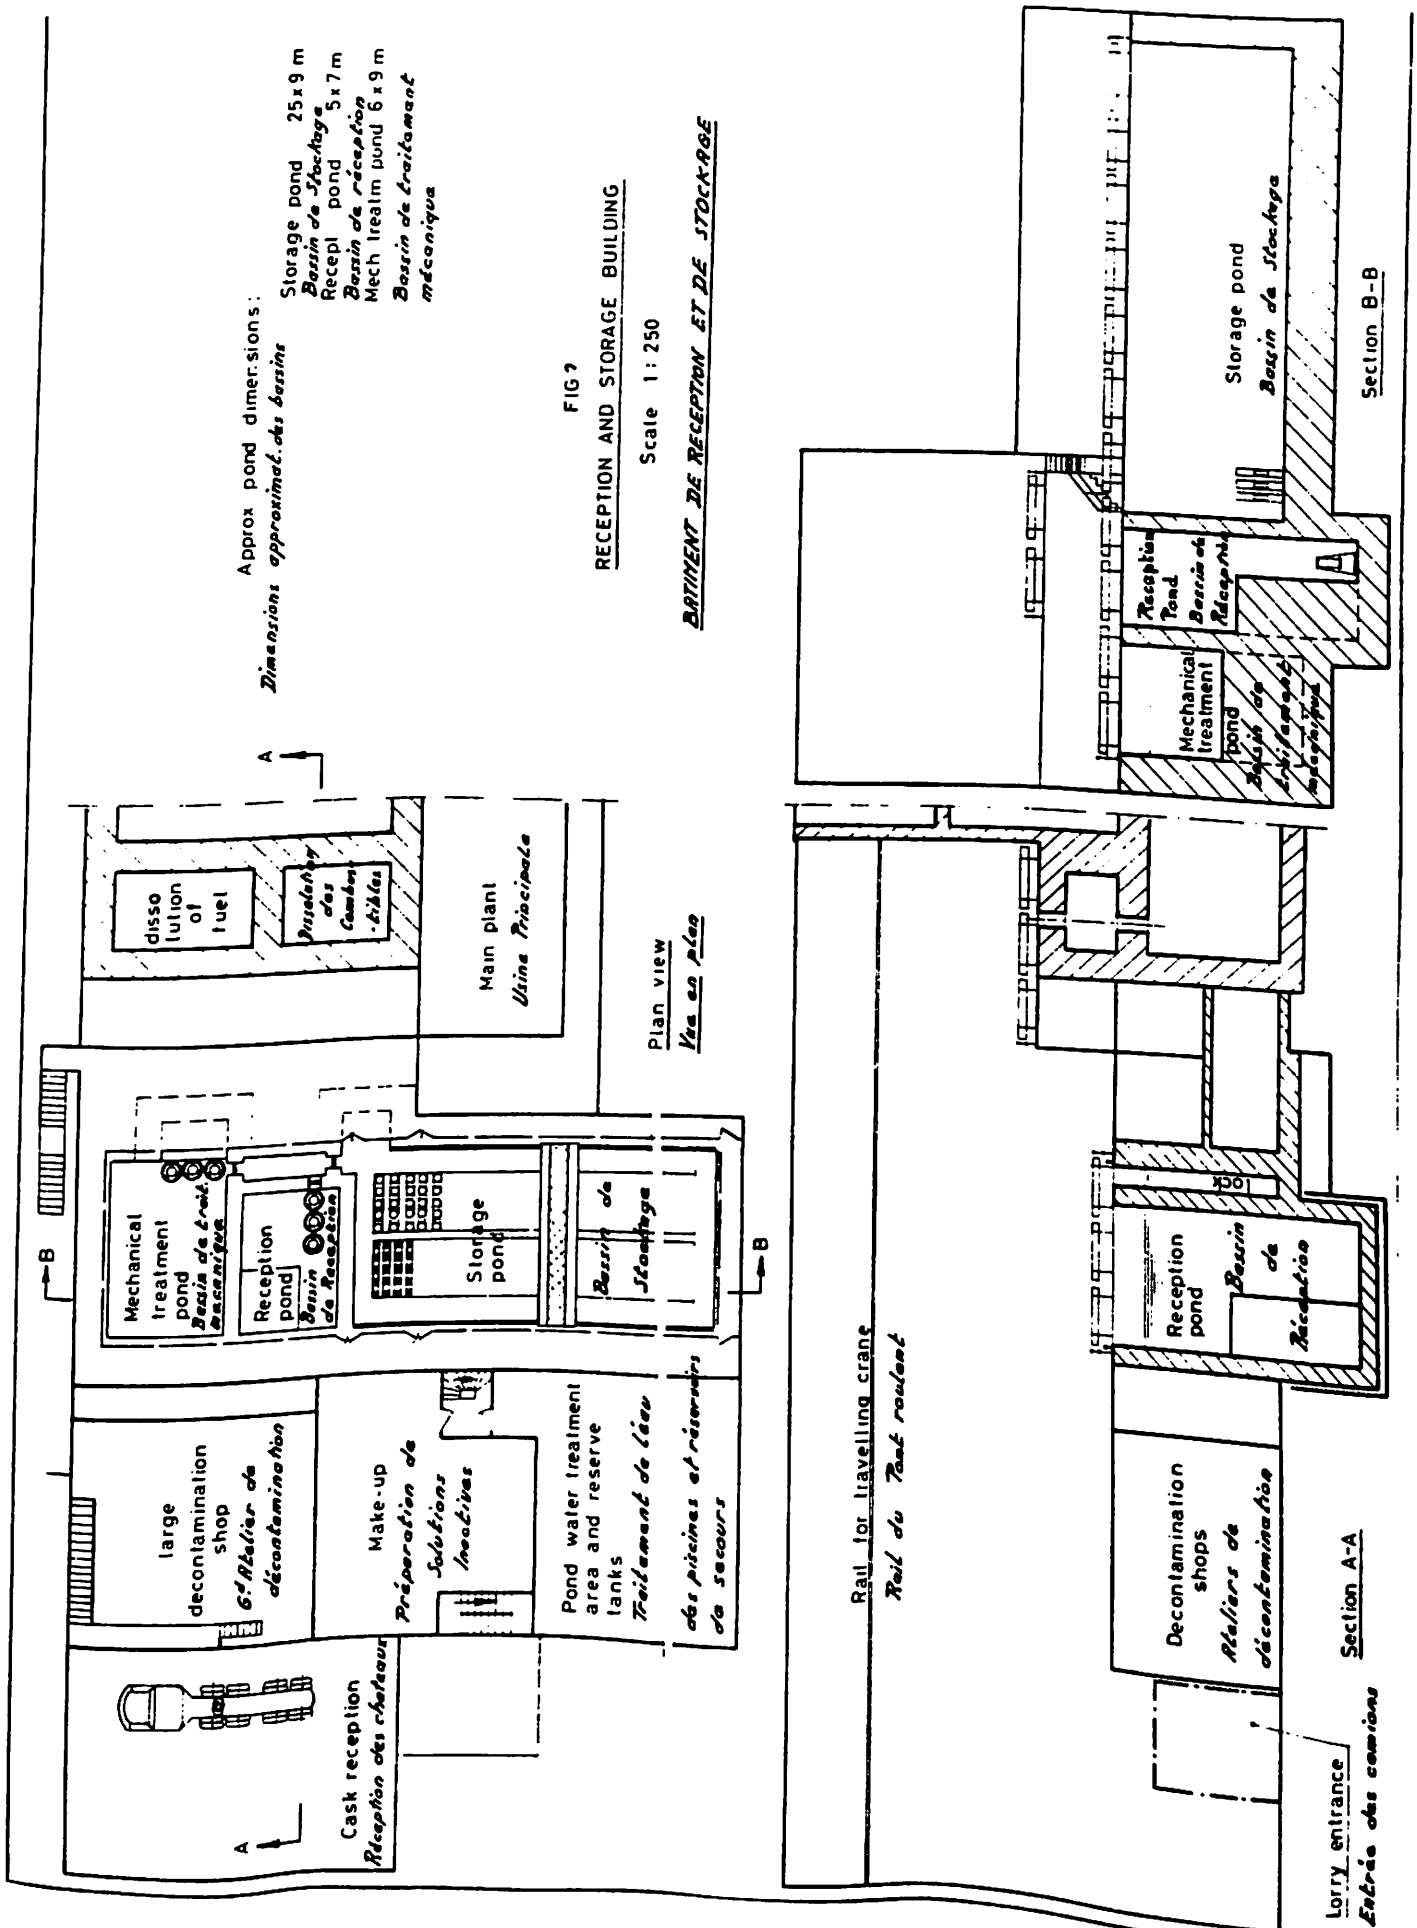 Approx pond dimensions:
Dimensions approximat. des bassins
Storage pond 25 x 9 m
Bassin de Stockage
Recept pond 5 x 7 m
Bassin de réception
Mech treatm pond 6 x 9 m
Bassin de traitamant
mécanique
FIG 7
RECEPTION AND STORAGE BUILDING
Scale 1 : 250
BATIMENT DE RECEPTION ET DE STOCKAGE
A
disso
lution
of
fuel
Dissolution
des
Combus
-tibles
Main plant
Usine Principale
Plan view
Vue en plan
B
Mechanical
treatment
pond
Bassin de trait.
mecanique
Reception
pond
Bassin
de Reception
Storage
pond
Bassin de
Stockage
B
large
decontamination
shop
Gd Atelier de
décontamination
Make-up
Préparation de
Solutions
Inactives
Pond water treatment
area and reserve
tanks
Traitemant de l'eau
des piscines et réservoirs
de secours
Cask reception
Réception des chateaux
A
Storage pond
Bassin de Stockage
Reception
Pond
Bassin de
Réception
Mechanical
treatment
pond
Bassin de
traitemant
mecanique
Section B-B
Rail for travelling crane
Rail du Pont roulant
Lock
Reception
pond
Bassin
de
Réception
Decontamination
shops
Ateliers de
décontamination
Section A-A
Lorry entrance
Entrée des camions